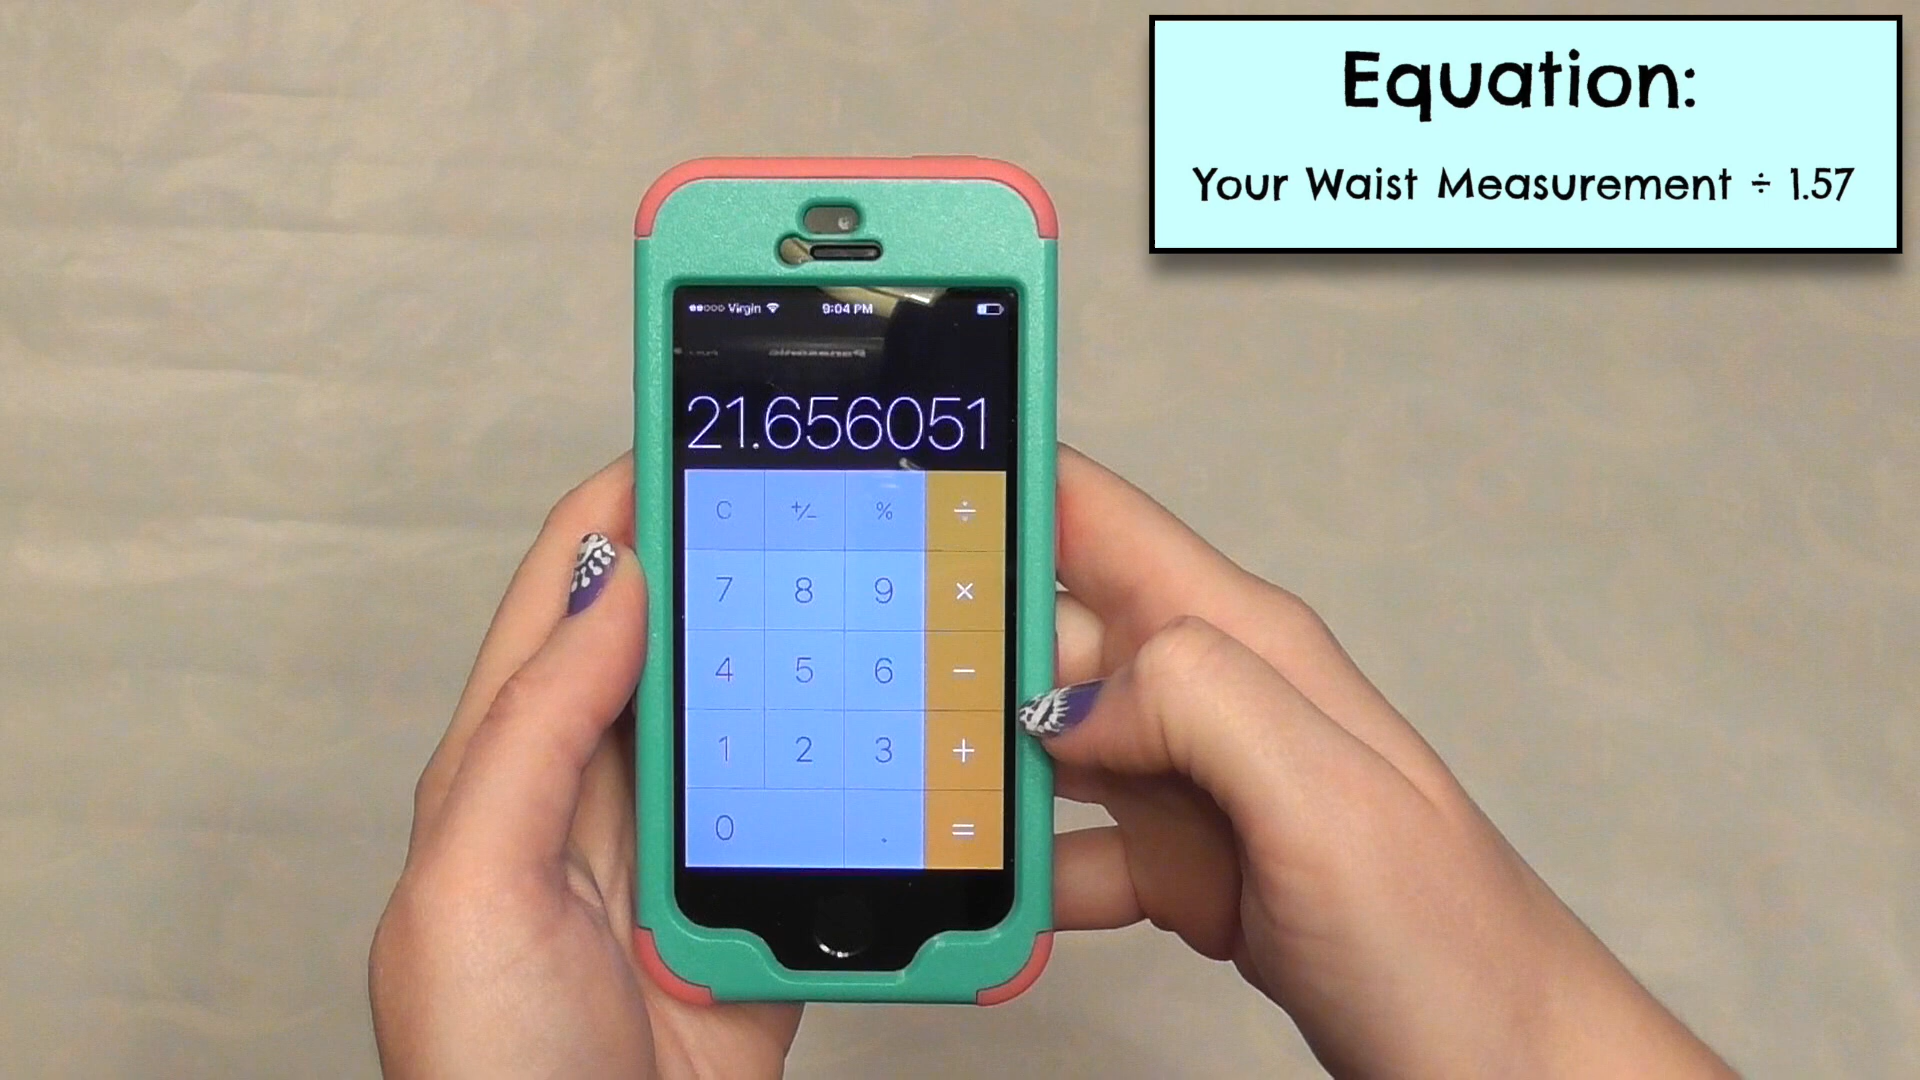 Equation:
Your Waist Measurement ÷ 1.57
Virgin 9:04 PM
Panasonic
21.656051
C +/− % ÷
7 8 9 ×
4 5 6 −
1 2 3 +
0 . =